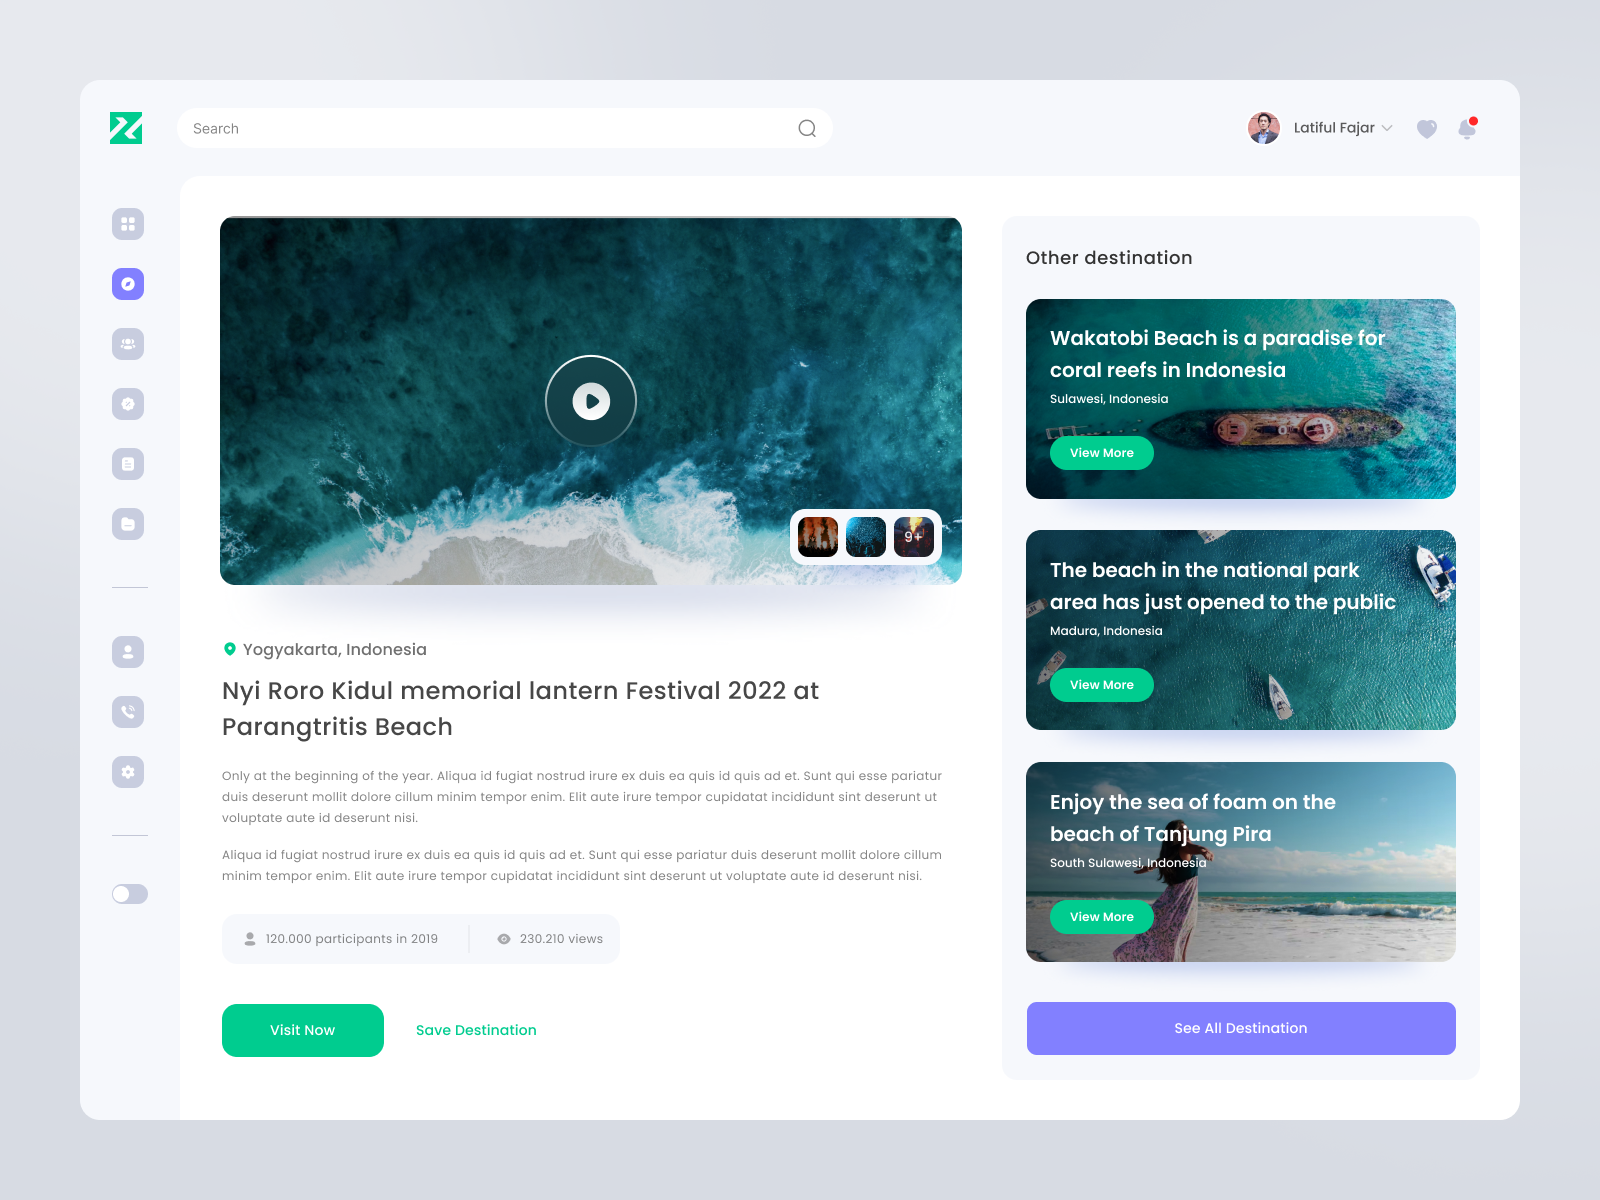 Search
Latiful Fajar
9+
Yogyakarta, Indonesia
Nyi Roro Kidul memorial lantern Festival 2022 at
Parangtritis Beach
Only at the beginning of the year. Aliqua id fugiat nostrud irure ex duis ea quis id quis ad et. Sunt qui esse pariatur
duis deserunt mollit dolore cillum minim tempor enim. Elit aute irure tempor cupidatat incididunt sint deserunt ut
voluptate aute id deserunt nisi.
Aliqua id fugiat nostrud irure ex duis ea quis id quis ad et. Sunt qui esse pariatur duis deserunt mollit dolore cillum
minim tempor enim. Elit aute irure tempor cupidatat incididunt sint deserunt ut voluptate aute id deserunt nisi.
120.000 participants in 2019
230.210 views
Visit Now
Save Destination
Other destination
Wakatobi Beach is a paradise for
coral reefs in Indonesia
Sulawesi, Indonesia
View More
The beach in the national park
area has just opened to the public
Madura, Indonesia
View More
Enjoy the sea of foam on the
beach of Tanjung Pira
South Sulawesi, Indonesia
View More
See All Destination